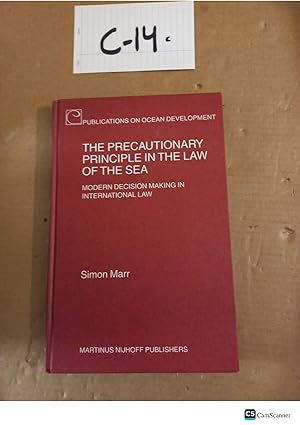 C-14.
PUBLICATIONS ON OCEAN DEVELOPMENT
THE PRECAUTIONARY
PRINCIPLE IN THE LAW
OF THE SEA
MODERN DECISION MAKING IN
INTERNATIONAL LAW
Simon Marr
MARTINUS NIJHOFF PUBLISHERS
CS CamScanner